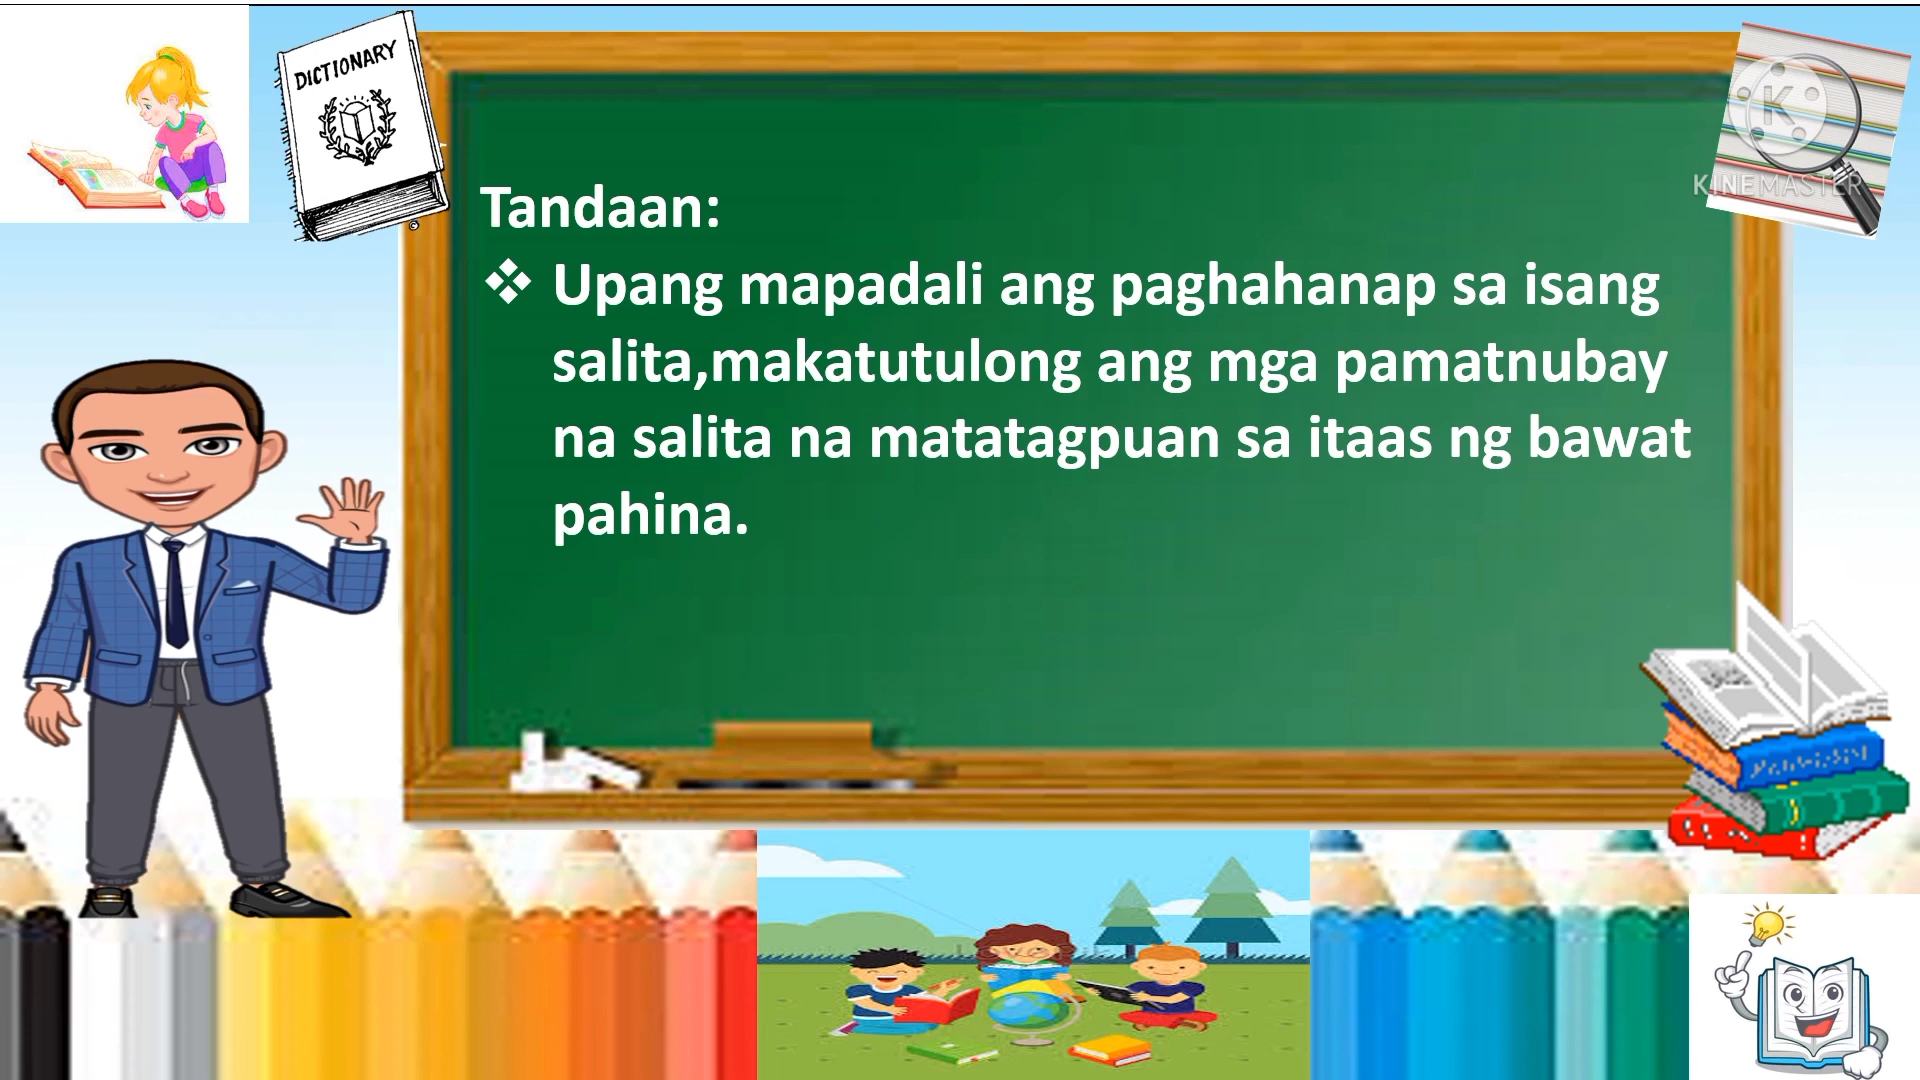 DICTIONARY
KINEMASTER
Tandaan:
❖ Upang mapadali ang paghahanap sa isang
salita,makatutulong ang mga pamatnubay
na salita na matatagpuan sa itaas ng bawat
pahina.